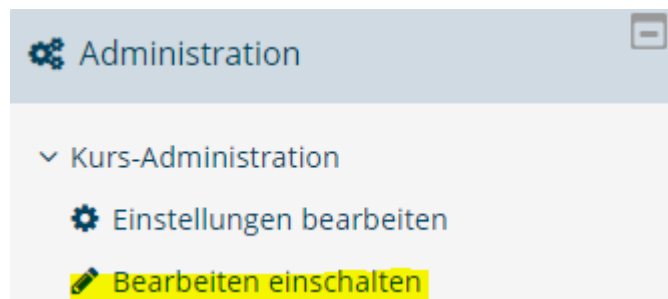 Administration
Kurs-Administration
Einstellungen bearbeiten
Bearbeiten einschalten